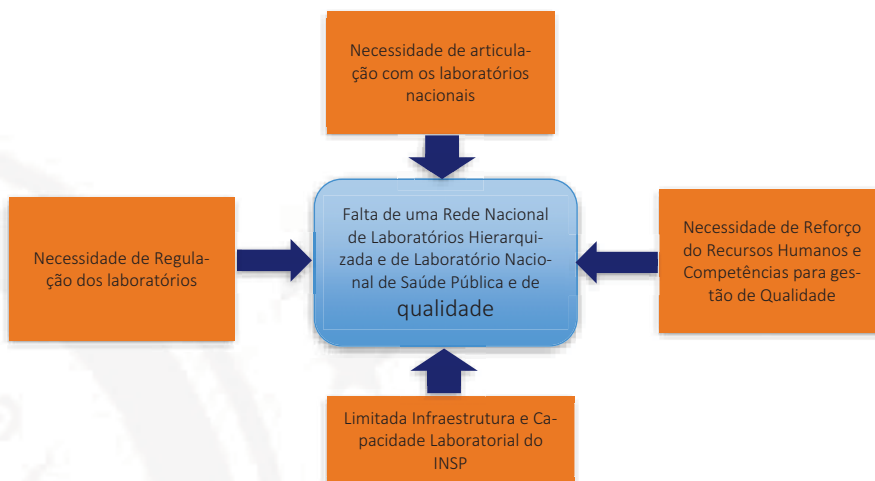 Necessidade de articula-
ção com os laboratórios
nacionais
Necessidade de Regula-
ção dos laboratórios
Falta de uma Rede Nacional
de Laboratórios Hierarqui-
zada e de Laboratório Nacio-
nal de Saúde Pública e de
qualidade
Necessidade de Reforço
do Recursos Humanos e
Competências para ges-
tão de Qualidade
Limitada Infraestrutura e Ca-
pacidade Laboratorial do
INSP